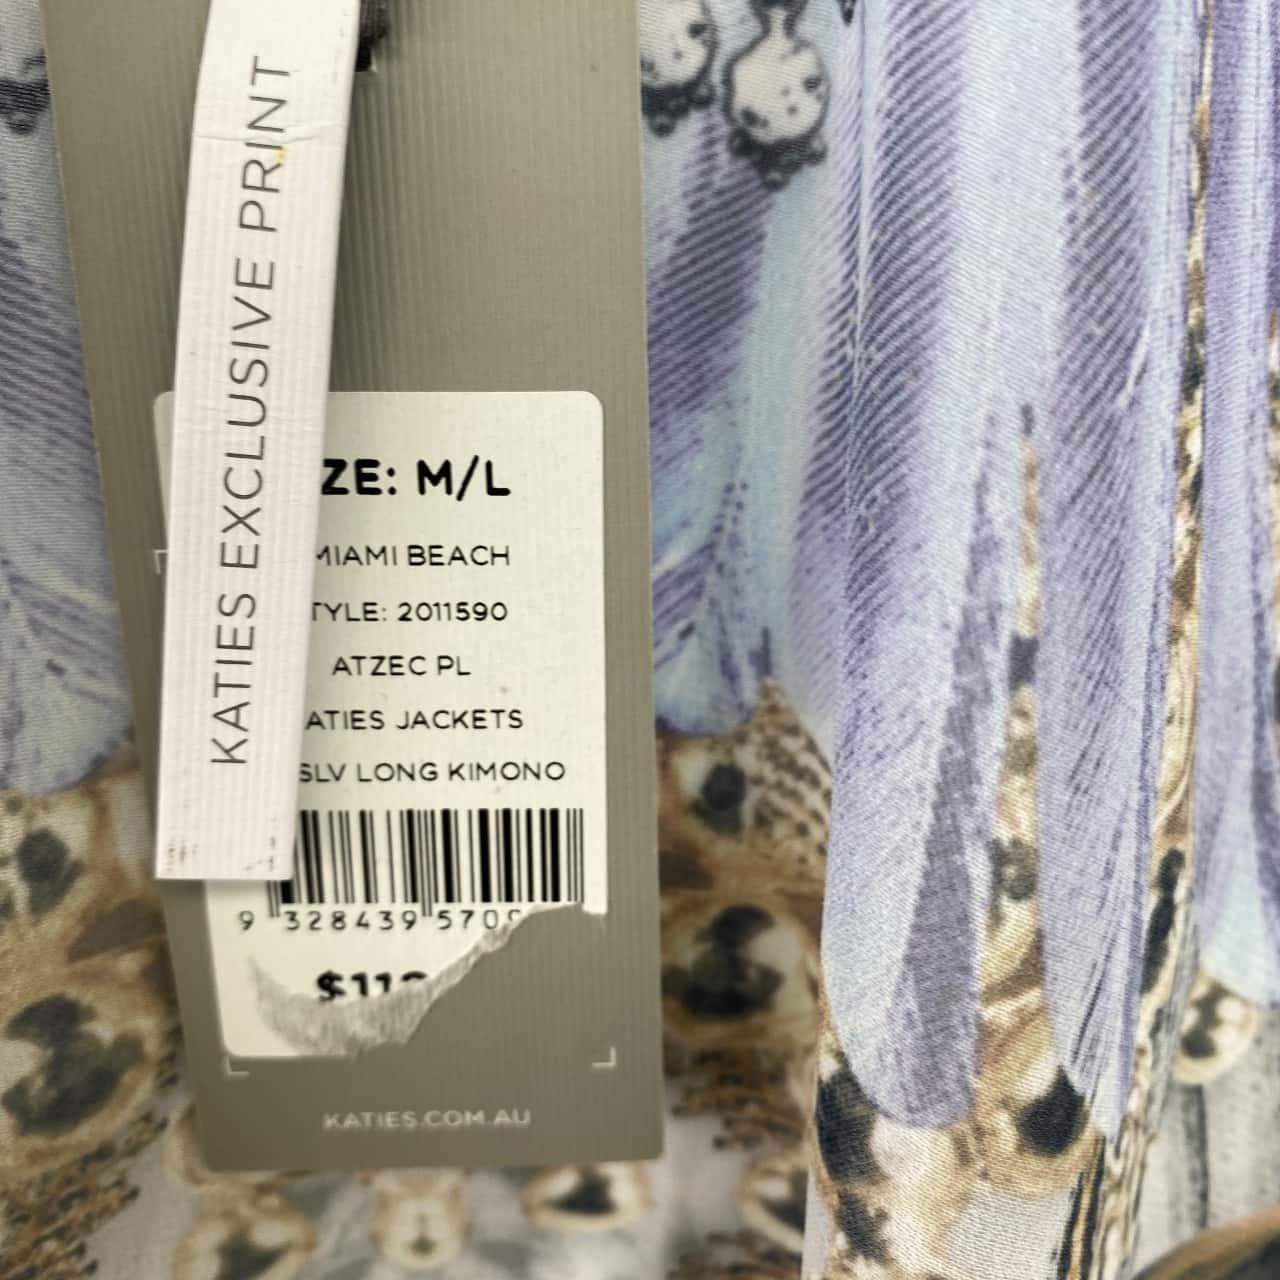 KATIES EXCLUSIVE PRINT
ZE: M/L
MIAMI BEACH
TYLE: 2011590
ATZEC PL
ATIES JACKETS
SLV LONG KIMONO
9 328439 570
$11
KATIES.COM.AU